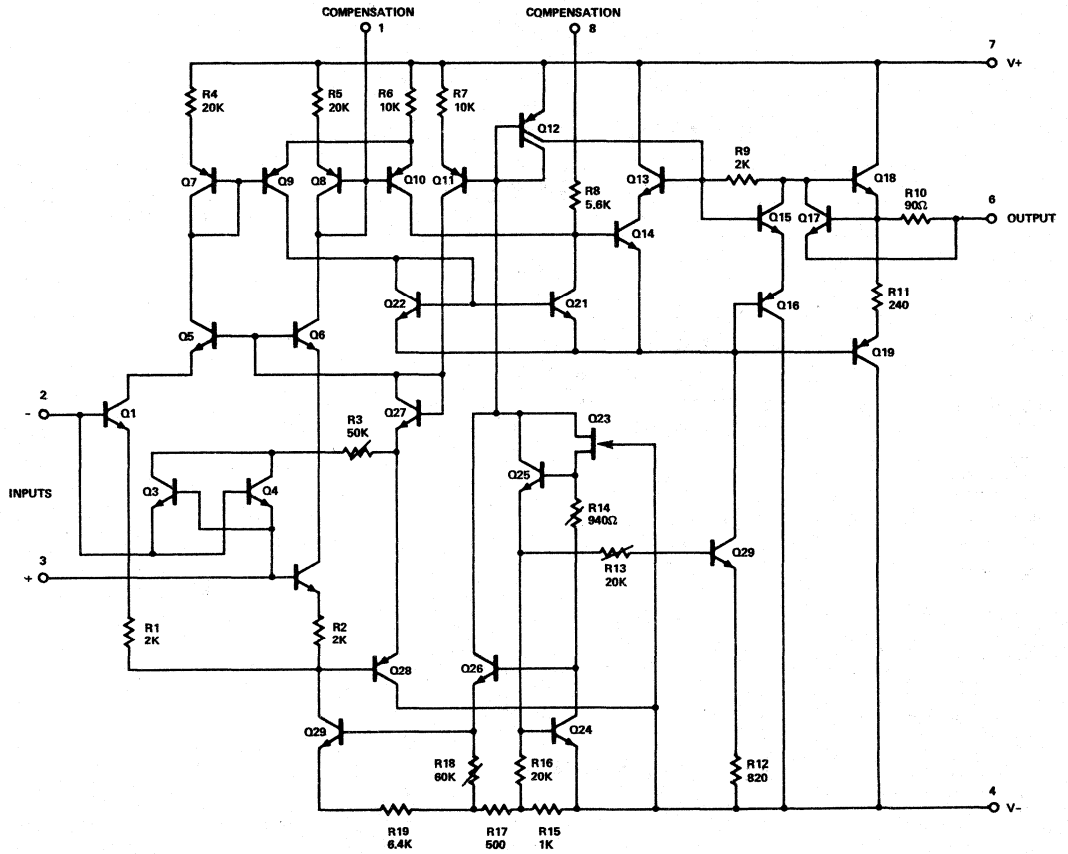 COMPENSATION
1
COMPENSATION
8
7
V+
R4
20K
R5
20K
R6
10K
R7
10K
Q12
R9
2K
Q7
Q9
Q8
Q10
Q11
R8
5.6K
Q13
Q18
R10
90Ω
6
OUTPUT
Q15
Q17
Q14
Q22
Q21
Q16
R11
240
Q5
Q6
Q19
2
-
Q1
Q27
Q23
R3
50K
Q25
INPUTS
Q3
Q4
R14
940Ω
Q29
R13
20K
3
+
R1
2K
R2
2K
Q28
Q26
Q29
Q24
R18
60K
R16
20K
R12
820
4
V-
R19
6.4K
R17
500
R15
1K